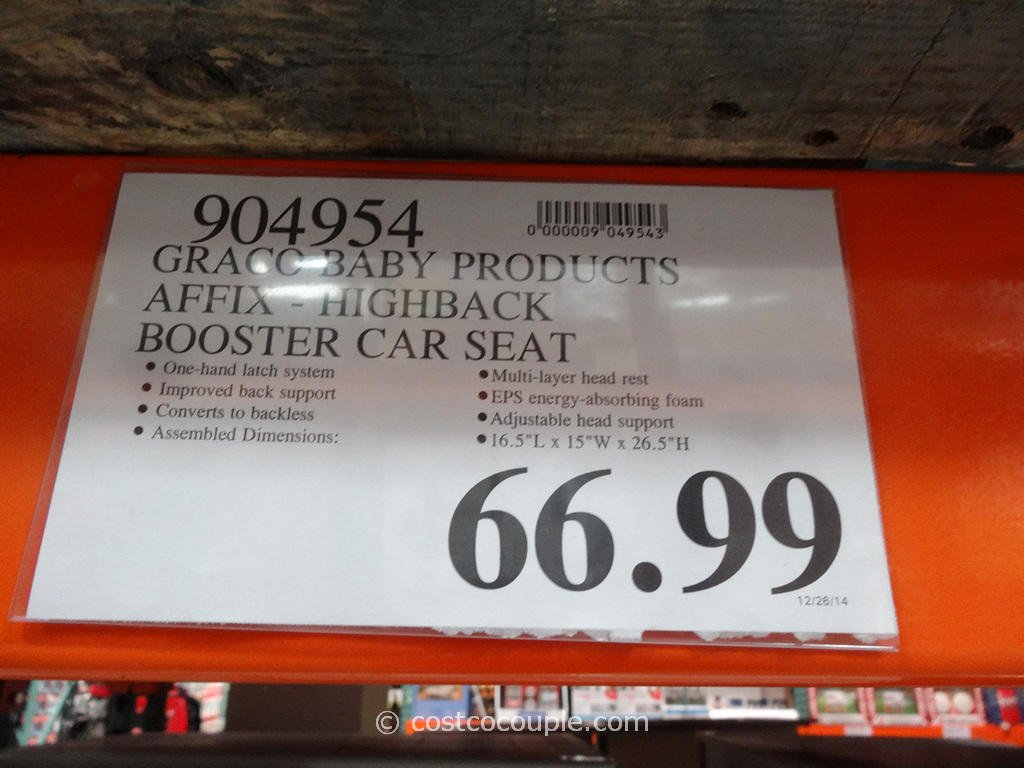 904954
0 000009 049543
GRACO BABY PRODUCTS
AFFIX - HIGHBACK
BOOSTER CAR SEAT
• One-hand latch system
• Improved back support
• Converts to backless
• Assembled Dimensions:
• Multi-layer head rest
• EPS energy-absorbing foam
• Adjustable head support
• 16.5"L x 15"W x 26.5"H
66.99
12/26/14
© costcocouple.com